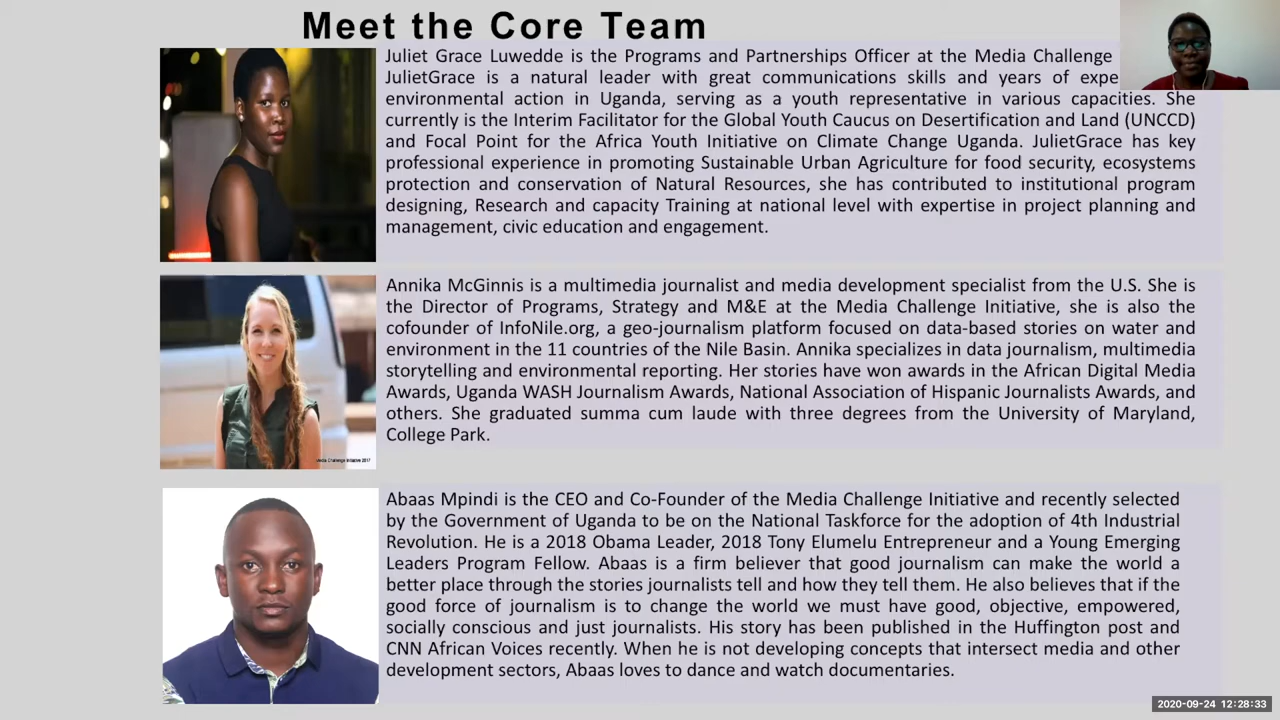 Meet the Core Team
Juliet Grace Luwedde is the Programs and Partnerships Officer at the Media Challenge
JulietGrace is a natural leader with great communications skills and years of expe
environmental action in Uganda, serving as a youth representative in various capacities. She
currently is the Interim Facilitator for the Global Youth Caucus on Desertification and Land (UNCCD)
and Focal Point for the Africa Youth Initiative on Climate Change Uganda. JulietGrace has key
professional experience in promoting Sustainable Urban Agriculture for food security, ecosystems
protection and conservation of Natural Resources, she has contributed to institutional program
designing, Research and capacity Training at national level with expertise in project planning and
management, civic education and engagement.
Annika McGinnis is a multimedia journalist and media development specialist from the U.S. She is
the Director of Programs, Strategy and M&E at the Media Challenge Initiative, she is also the
cofounder of InfoNile.org, a geo-journalism platform focused on data-based stories on water and
environment in the 11 countries of the Nile Basin. Annika specializes in data journalism, multimedia
storytelling and environmental reporting. Her stories have won awards in the African Digital Media
Awards, Uganda WASH Journalism Awards, National Association of Hispanic Journalists Awards, and
others. She graduated summa cum laude with three degrees from the University of Maryland,
College Park.
Media Challenge Initiative 2017
Abaas Mpindi is the CEO and Co-Founder of the Media Challenge Initiative and recently selected
by the Government of Uganda to be on the National Taskforce for the adoption of 4th Industrial
Revolution. He is a 2018 Obama Leader, 2018 Tony Elumelu Entrepreneur and a Young Emerging
Leaders Program Fellow. Abaas is a firm believer that good journalism can make the world a
better place through the stories journalists tell and how they tell them. He also believes that if the
good force of journalism is to change the world we must have good, objective, empowered,
socially conscious and just journalists. His story has been published in the Huffington post and
CNN African Voices recently. When he is not developing concepts that intersect media and other
development sectors, Abaas loves to dance and watch documentaries.
2020-09-24 12:28:33